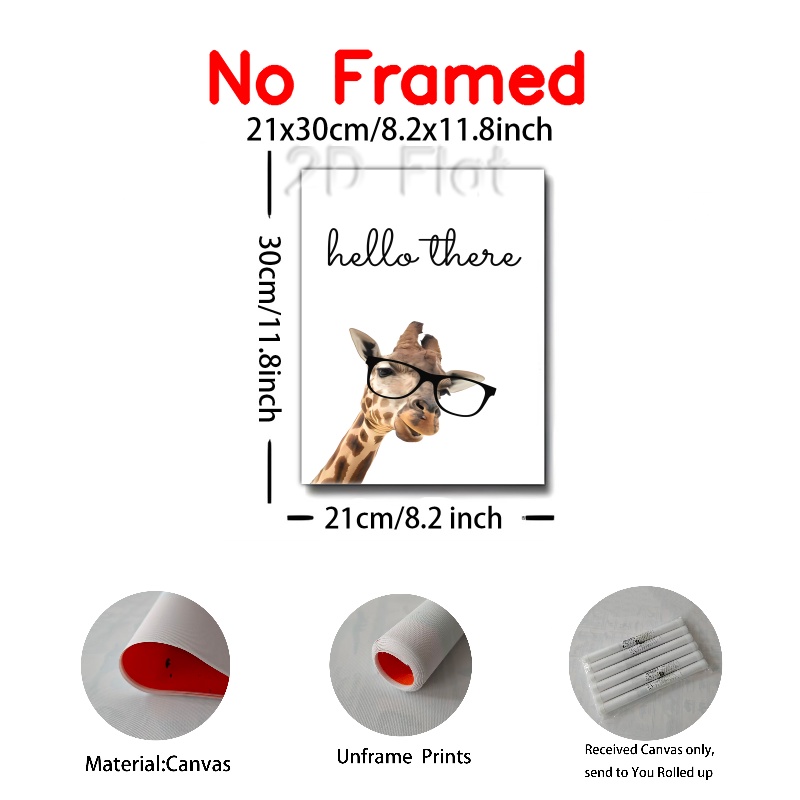 No Framed
21x30cm/8.2x11.8inch
2D Flat
30cm/11.8inch
hello there
21cm/8.2 inch
Material:Canvas
Unframe Prints
Received Canvas only,
send to You Rolled up